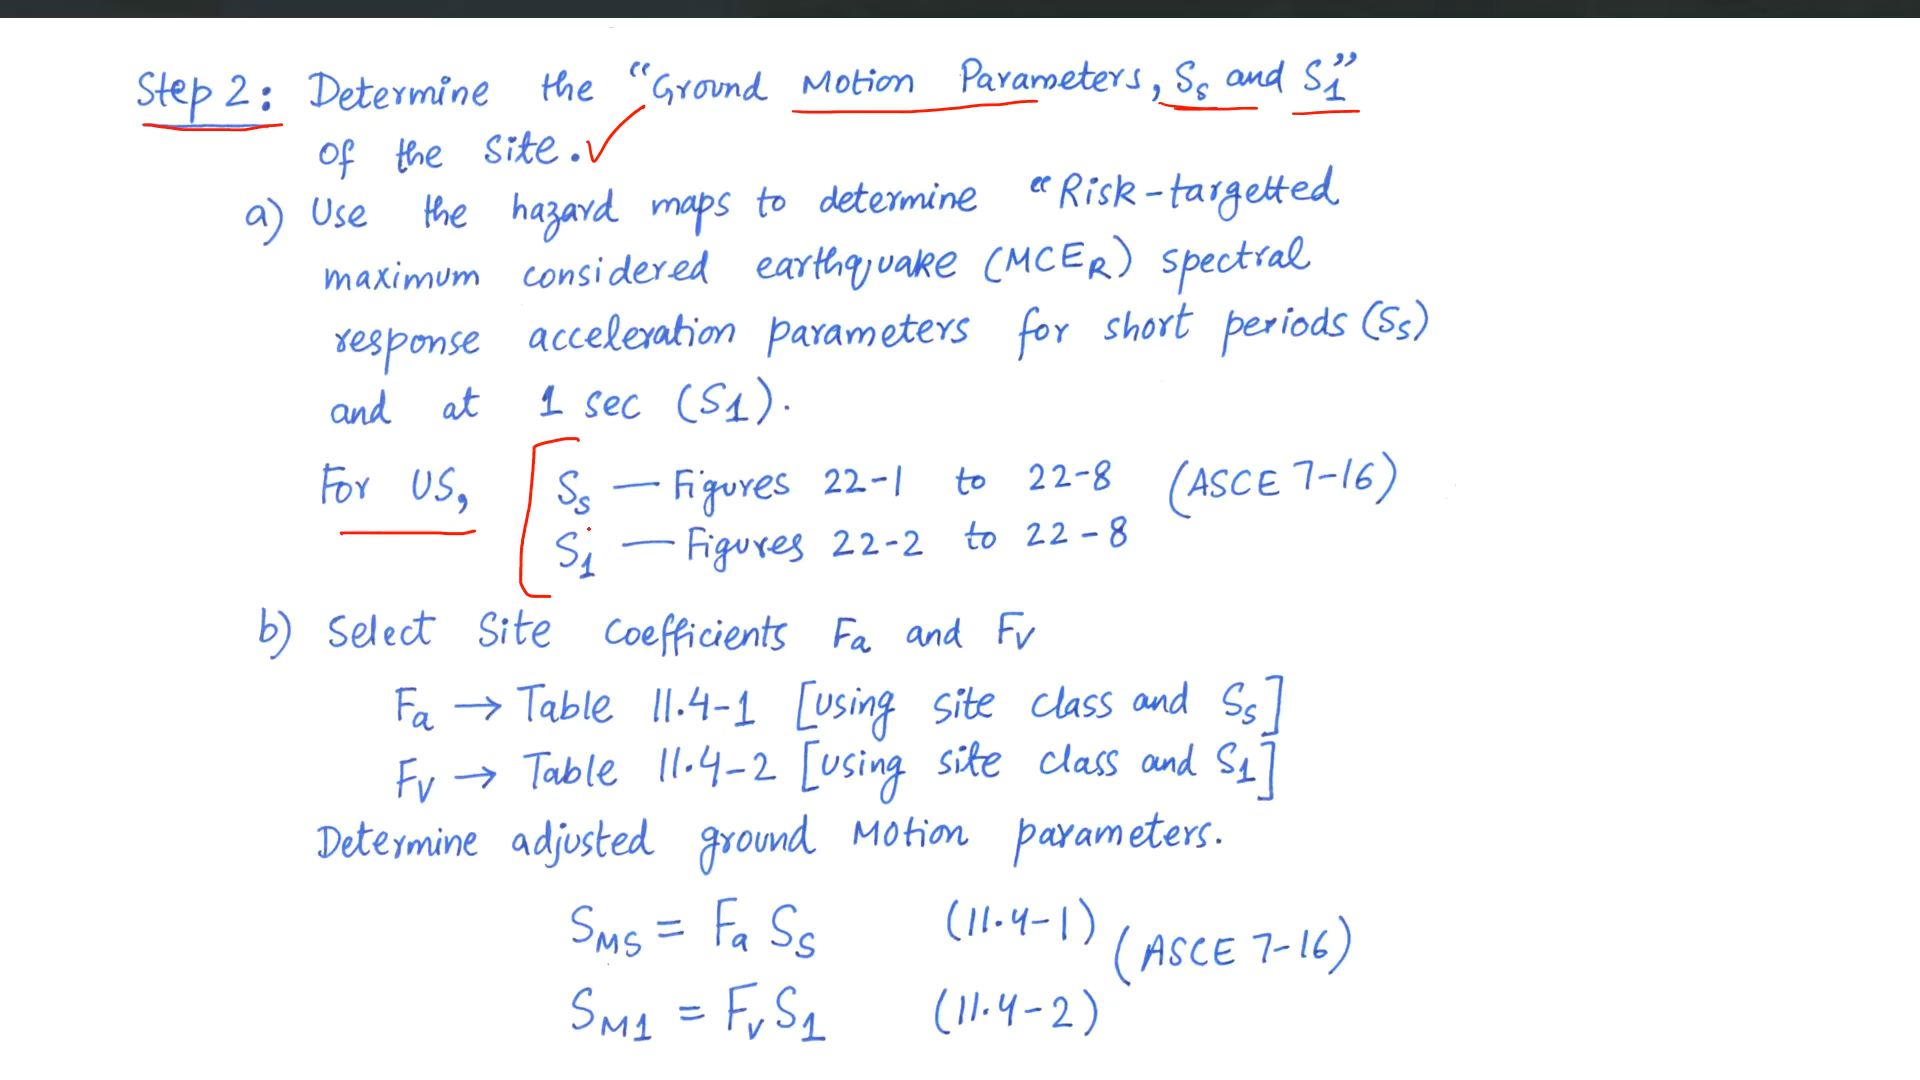 Step 2: Determine the "Ground Motion Parameters, Ss and S1"
of the site.
a) Use the hazard maps to determine "Risk-targetted
maximum considered earthquake (MCER) spectral
response acceleration parameters for short periods (Ss)
and at 1 sec (S1).
For US, Ss — Figures 22-1 to 22-8 (ASCE 7-16)
S1 — Figures 22-2 to 22-8
b) Select Site Coefficients Fa and Fv
Fa → Table 11.4-1 [using site class and Ss]
Fv → Table 11.4-2 [using site class and S1]
Determine adjusted ground Motion parameters.
SMS = Fa Ss (11.4-1) (ASCE 7-16)
SM1 = Fv S1 (11.4-2)